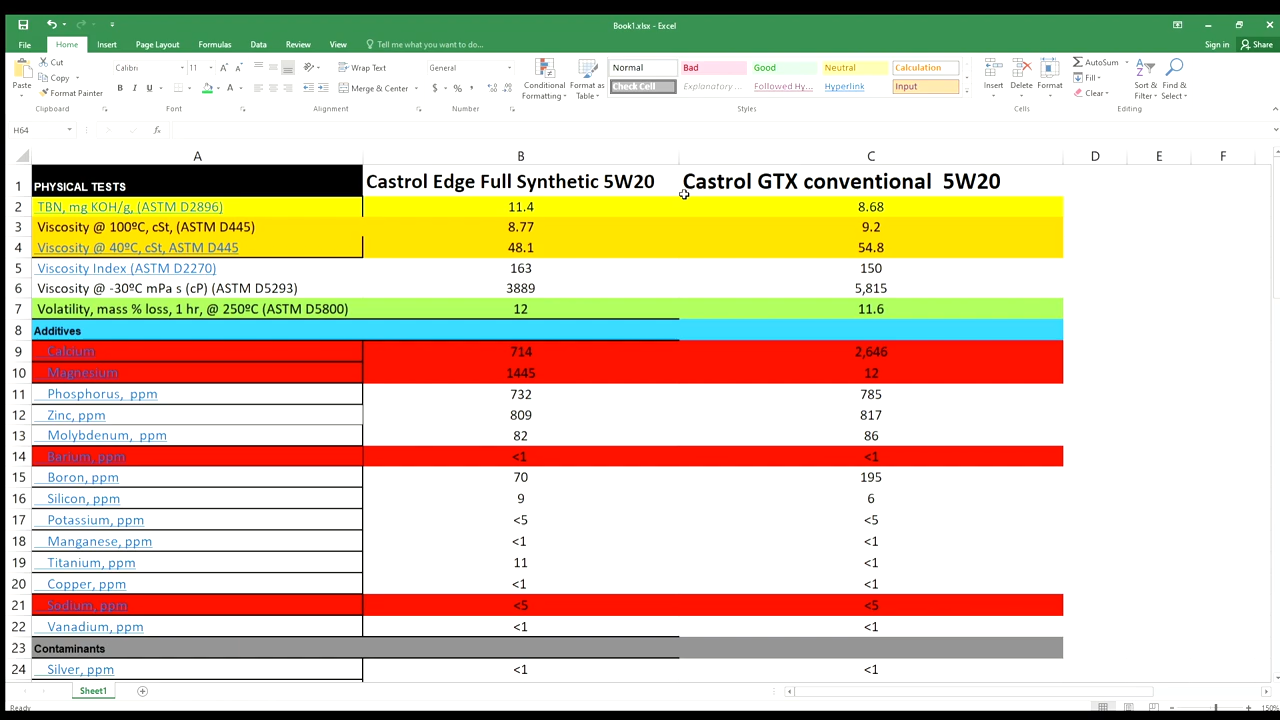 Book1.xlsx - Excel
File Home Insert Page Layout Formulas Data Review View Tell me what you want to do... Sign in Share
Paste Cut Copy Format Painter
Calibri 11
B I U
Wrap Text
Merge & Center
General
$ % ,
Conditional Formatting Format as Table
Normal Bad Good Neutral Calculation
Check Cell Explanatory ... Followed Hy... Hyperlink Input
Insert Delete Format
AutoSum Fill Clear
Sort & Filter Find & Select
Clipboard Font Alignment Number Styles Cells Editing
H64 fx
A B C D E F
1 PHYSICAL TESTS Castrol Edge Full Synthetic 5W20 Castrol GTX conventional 5W20
2 TBN, mg KOH/g, (ASTM D2896) 11.4 8.68
3 Viscosity @ 100ºC, cSt, (ASTM D445) 8.77 9.2
4 Viscosity @ 40ºC, cSt, ASTM D445 48.1 54.8
5 Viscosity Index (ASTM D2270) 163 150
6 Viscosity @ -30ºC mPa s (cP) (ASTM D5293) 3889 5,815
7 Volatility, mass % loss, 1 hr, @ 250ºC (ASTM D5800) 12 11.6
8 Additives
9 Calcium 714 2,646
10 Magnesium 1445 12
11 Phosphorus, ppm 732 785
12 Zinc, ppm 809 817
13 Molybdenum, ppm 82 86
14 Barium, ppm <1 <1
15 Boron, ppm 70 195
16 Silicon, ppm 9 6
17 Potassium, ppm <5 <5
18 Manganese, ppm <1 <1
19 Titanium, ppm 11 <1
20 Copper, ppm <1 <1
21 Sodium, ppm <5 <5
22 Vanadium, ppm <1 <1
23 Contaminants
24 Silver, ppm <1 <1
Sheet1
Ready 150%